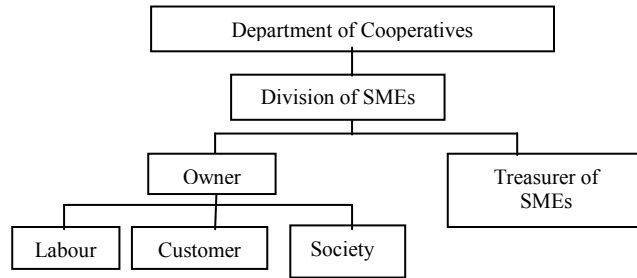 Department of Cooperatives
Division of SMEs
Owner
Treasurer of
SMEs
Labour
Customer
Society